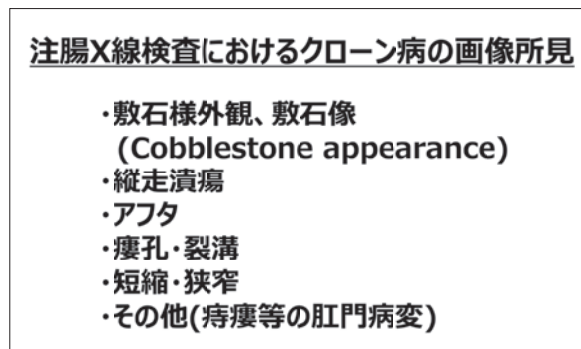 注腸X線検査におけるクローン病の画像所見
・敷石様外観、敷石像
(Cobblestone appearance)
・縦走潰瘍
・アフタ
・瘻孔・裂溝
・短縮・狭窄
・その他(痔瘻等の肛門病変)